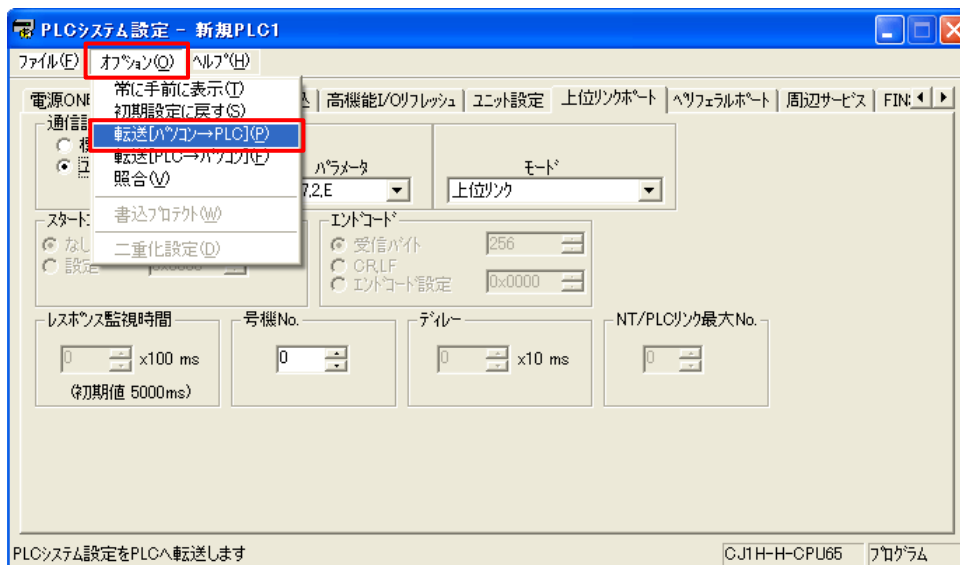 PLCシステム設定 - 新規PLC1
ファイル(F) オプション(O) ヘルプ(H)
常に手前に表示(T)
初期設定に戻す(S)
転送[パソコン→PLC](P)
転送[PLC→パソコン](F)
照合(V)
書込プロテクト(W)
二重化設定(D)
電源ON 高機能I/Oリフレッシュ ユニット設定 上位リンクポート ペリフェラルポート 周辺サービス FIN
通信
パラメータ モード
7,2,E 上位リンク
スタート エンドコード
なし 受信バイト 256
設定 CR,LF
エンドコード設定 0x0000
レスポンス監視時間 号機No. ディレー NT/PLCリンク最大No.
0 x100 ms 0 0 x10 ms 0
(初期値 5000ms)
PLCシステム設定をPLCへ転送します CJ1H-H-CPU65 プログラム